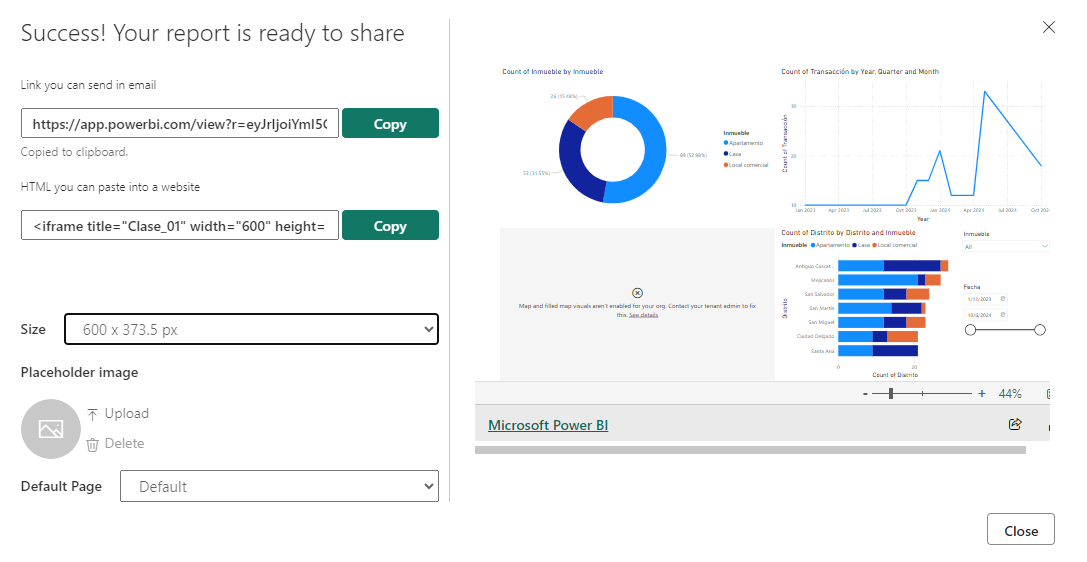 Success! Your report is ready to share
Link you can send in email
https://app.powerbi.com/view?r=eyJrIjoiYmI5
Copy
Copied to clipboard.
HTML you can paste into a website
<iframe title="Clase_01" width="600" height=
Copy
Size
600 x 373.5 px
Placeholder image
Upload
Delete
Default Page
Default
Count of Inmueble by Inmueble
26 (15.48%)
53 (31.55%)
89 (52.98%)
Inmueble
Apartamento
Casa
Local comercial
Count of Transacción by Year, Quarter and Month
Count of Transacción
30
20
10
Jan 2023
Apr 2023
Jul 2023
Oct 2023
Jan 2024
Apr 2024
Jul 2024
Oct 202
Year
Map and filled map visuals aren't enabled for your org. Contact your tenant admin to fix
this. See details
Count of Distrito by Distrito and Inmueble
Inmueble Apartamento Casa Local comercial
Distrito
Antiguo Cuscat...
Mejicanos
San Salvador
San Martín
San Miguel
Ciudad Delgado
Santa Ana
0
20
Count of Distrito
Inmueble
All
Fecha
1/11/2023
10/6/2024
- + 44%
Microsoft Power BI
Close